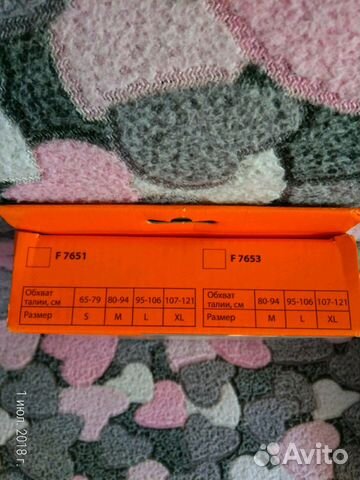 F 7651
Обхват талии, см 65-79 80-94 95-106 107-121
Размер S M L XL
F 7653
Обхват талии, см 80-94 95-106 107-121
Размер M L XL
1 июл. 2018 г.
Avito